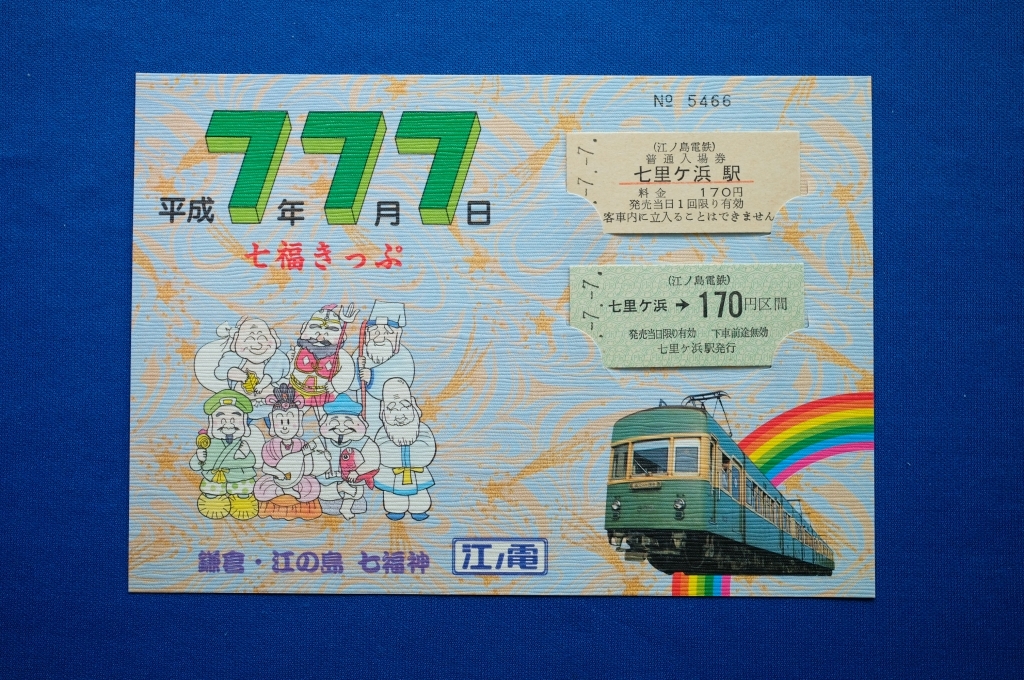 平成7年7月7日
七福きっぷ
鎌倉・江の島 七福神
江ノ電
№ 5466
7.-7.
(江ノ島電鉄)
普通入場券
七里ケ浜 駅
料金 170円
発売当日1回限り有効
客車内に立入ることはできません
7.-7.
(江ノ島電鉄)
七里ケ浜 → 170円区間
発売当日限り有効 下車前途無効
七里ケ浜駅発行